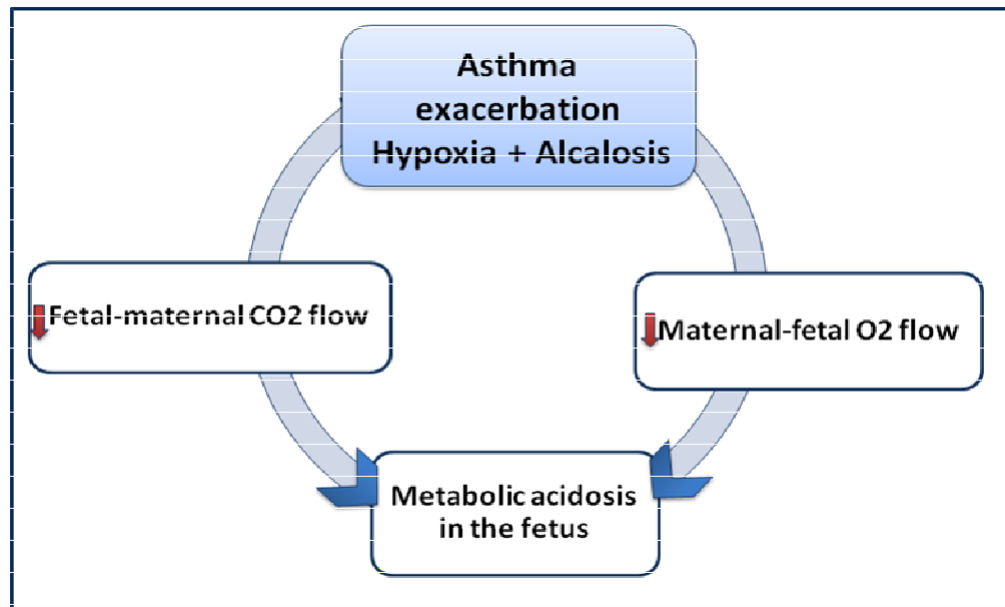 Asthma
exacerbation
Hypoxia + Alcalosis
Fetal-maternal CO2 flow
Maternal-fetal O2 flow
Metabolic acidosis
in the fetus